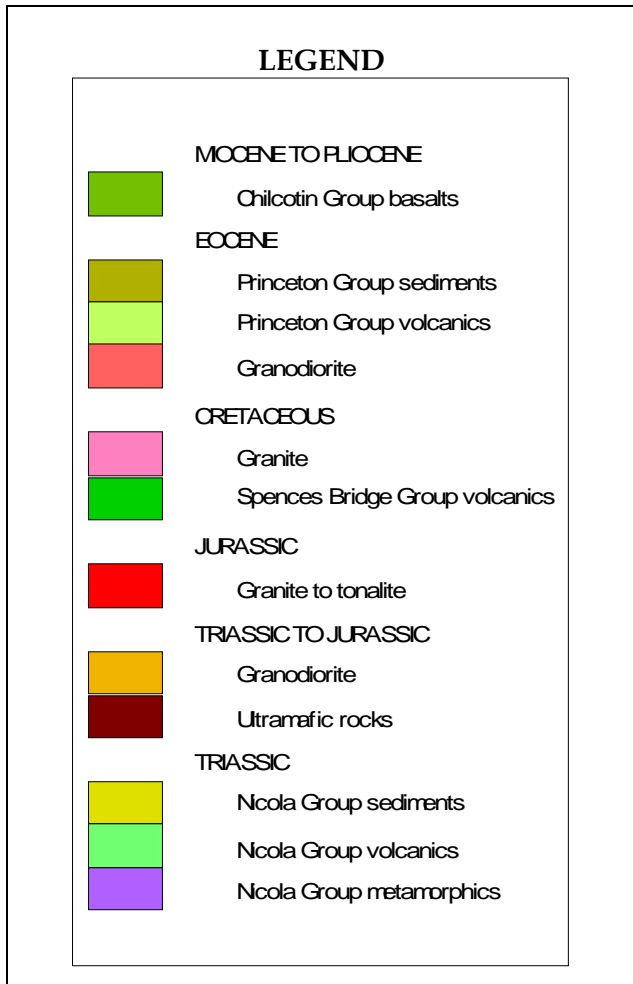 LEGEND
MIOCENE TO PLIOCENE
Chilcotin Group basalts
EOCENE
Princeton Group sediments
Princeton Group volcanics
Granodiorite
CRETACEOUS
Granite
Spences Bridge Group volcanics
JURASSIC
Granite to tonalite
TRIASSIC TO JURASSIC
Granodiorite
Ultramafic rocks
TRIASSIC
Nicola Group sediments
Nicola Group volcanics
Nicola Group metamorphics